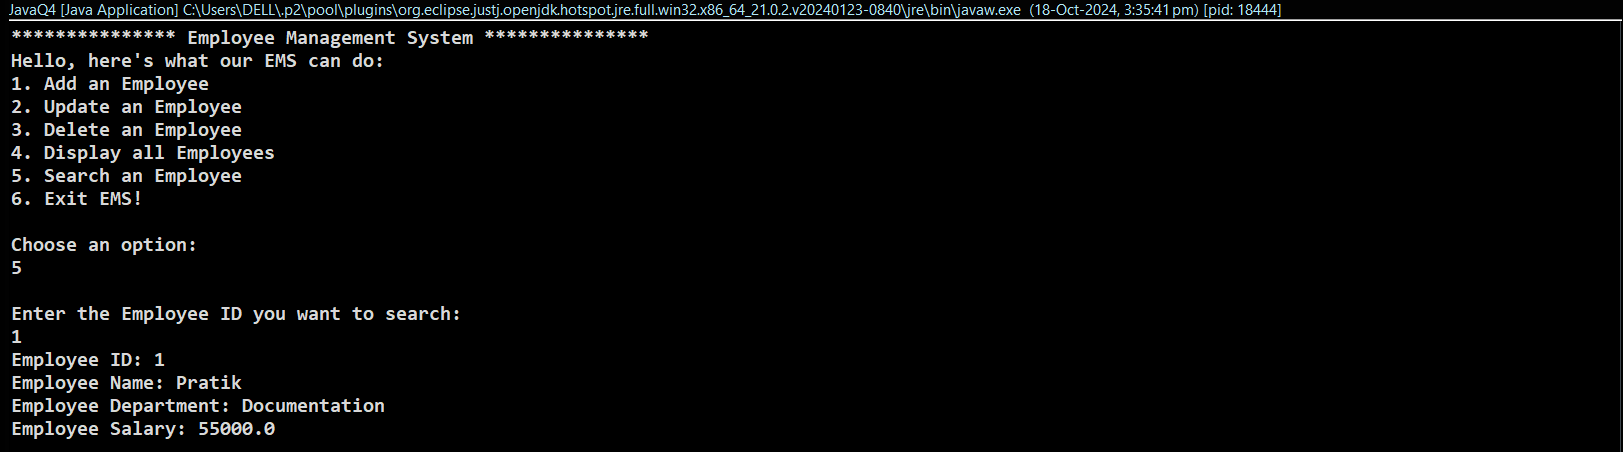 JavaQ4 [Java Application] C:\Users\DELL\.p2\pool\plugins\org.eclipse.justj.openjdk.hotspot.jre.full.win32.x86_64_21.0.2.v20240123-0840\jre\bin\javaw.exe (18-Oct-2024, 3:35:41 pm) [pid: 18444]
*************** Employee Management System ***************
Hello, here's what our EMS can do:
1. Add an Employee
2. Update an Employee
3. Delete an Employee
4. Display all Employees
5. Search an Employee
6. Exit EMS!
Choose an option:
5
Enter the Employee ID you want to search:
1
Employee ID: 1
Employee Name: Pratik
Employee Department: Documentation
Employee Salary: 55000.0